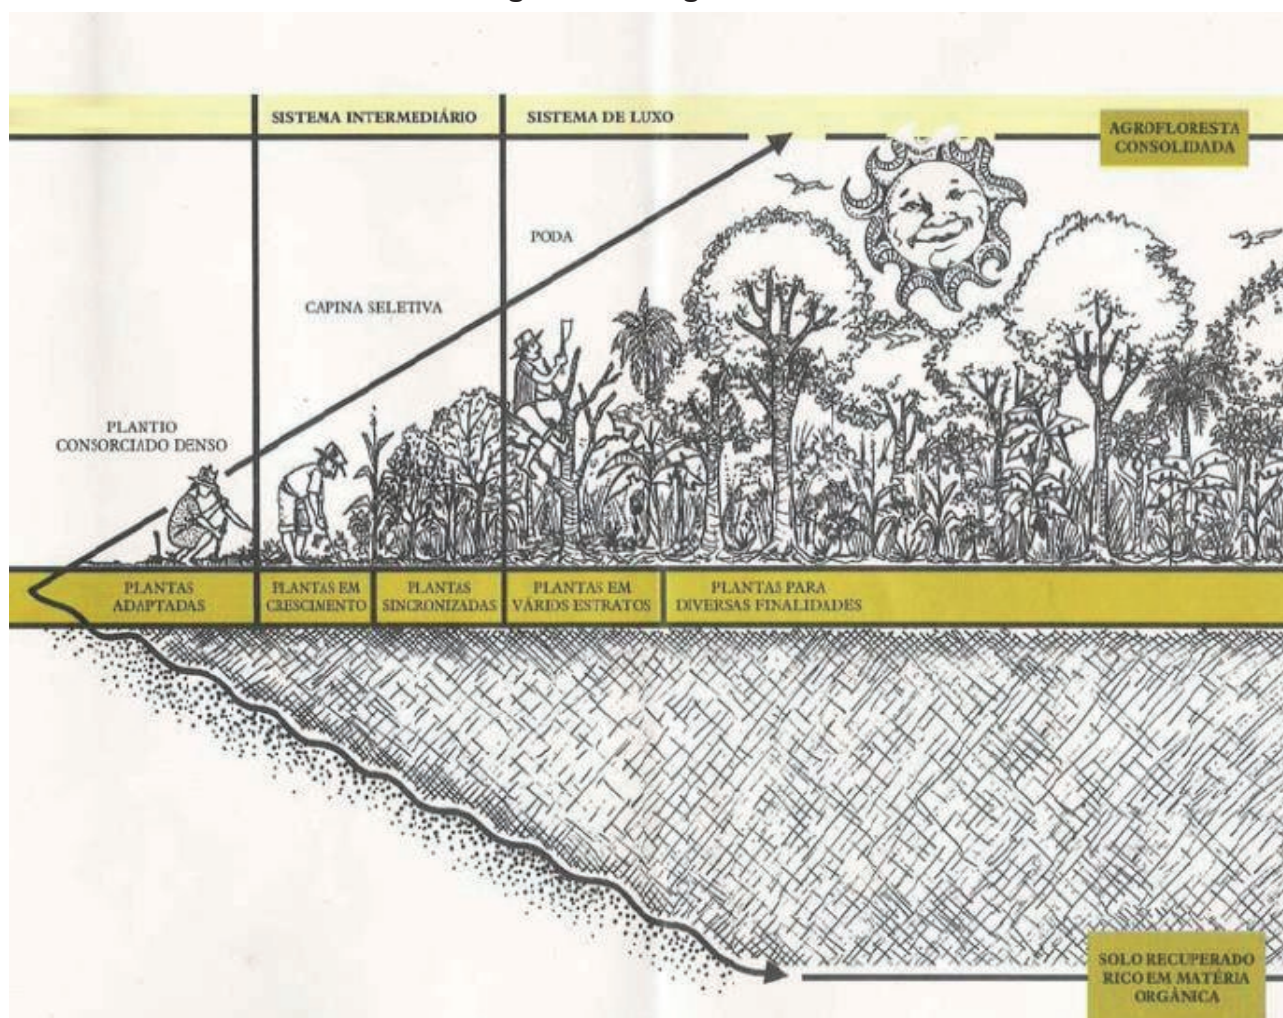 SISTEMA INTERMEDIÁRIO
SISTEMA DE LUXO
AGROFLORESTA
CONSOLIDADA
PODA
CAPINA SELETIVA
PLANTIO
CONSORCIADO DENSO
PLANTAS
ADAPTADAS
PLANTAS EM
CRESCIMENTO
PLANTAS
SINCRONIZADAS
PLANTAS EM
VÁRIOS ESTRATOS
PLANTAS PARA
DIVERSAS FINALIDADES
SOLO RECUPERADO
RICO EM MATÉRIA
ORGÂNICA